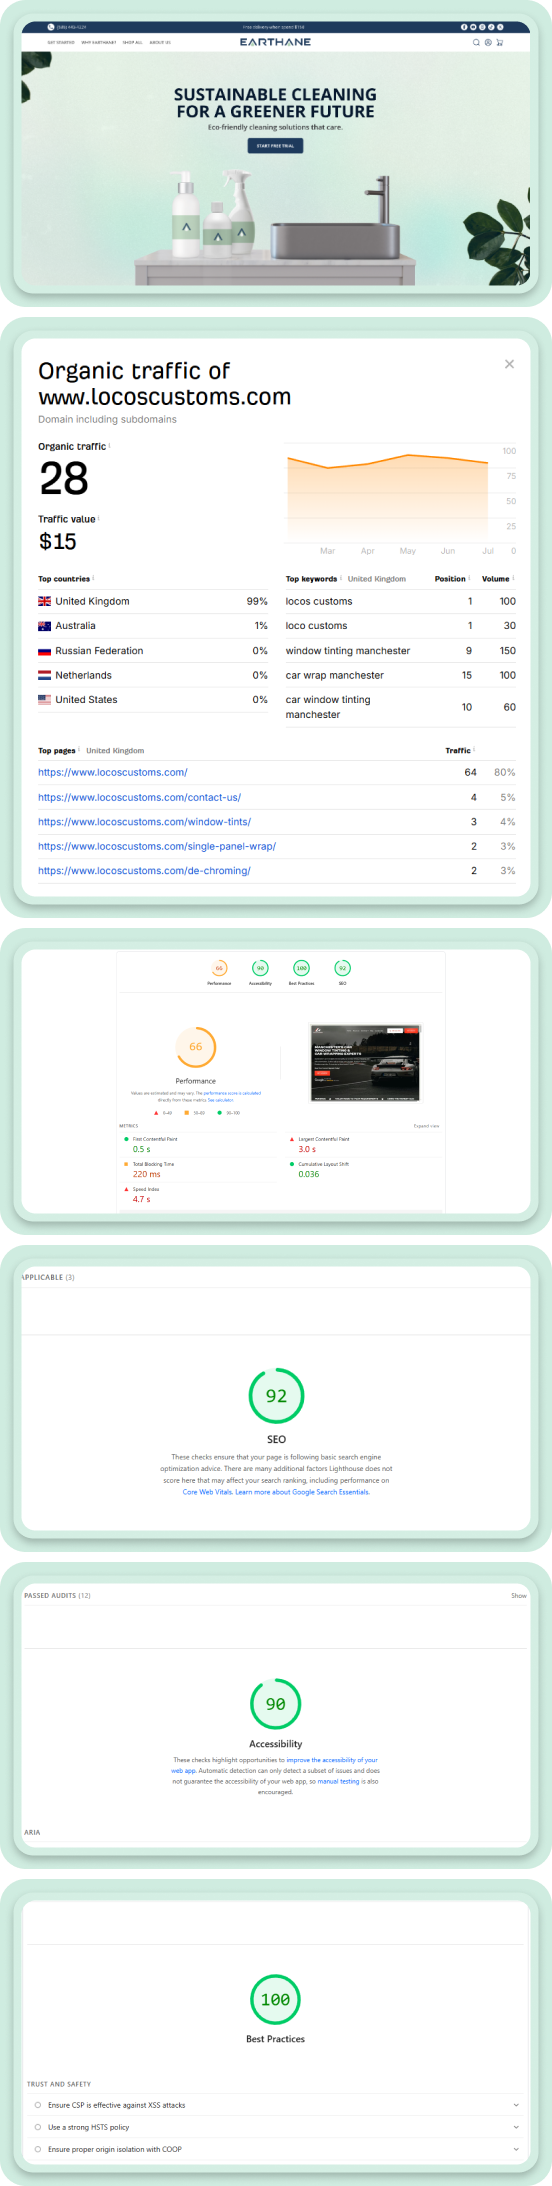 (585) 445-9229
Free delivery when spend $114
GET STARTED WHY EARTHANE? SHOP ALL ABOUT US
EARTHANE
SUSTAINABLE CLEANING
FOR A GREENER FUTURE
Eco-friendly cleaning solutions that care.
START FREE TRIAL
Organic traffic of
www.locoscustoms.com
Domain including subdomains
Organic traffic
28
Traffic value
$15
100
75
50
25
Mar Apr May Jun Jul 0
Top countries
United Kingdom 99%
Australia 1%
Russian Federation 0%
Netherlands 0%
United States 0%
Top keywords United Kingdom Position Volume
locos customs 1 100
loco customs 1 30
window tinting manchester 9 150
car wrap manchester 15 100
car window tinting
manchester 10 60
Top pages United Kingdom Traffic
https://www.locoscustoms.com/ 64 80%
https://www.locoscustoms.com/contact-us/ 4 5%
https://www.locoscustoms.com/window-tints/ 3 4%
https://www.locoscustoms.com/single-panel-wrap/ 2 3%
https://www.locoscustoms.com/de-chroming/ 2 3%
66 90 100 92
Performance Accessibility Best Practices SEO
66
Performance
Values are estimated and may vary. The performance score is calculated
directly from these metrics. See calculator.
0–49 50–89 90–100
MANCHESTER'S CAR
WINDOW TINTING &
CAR WRAPPING EXPERTS
METRICS Expand view
First Contentful Paint
0.5 s
Largest Contentful Paint
3.0 s
Total Blocking Time
220 ms
Cumulative Layout Shift
0.036
Speed Index
4.7 s
APPLICABLE (3)
92
SEO
These checks ensure that your page is following basic search engine
optimization advice. There are many additional factors Lighthouse does not
score here that may affect your search ranking, including performance on
Core Web Vitals. Learn more about Google Search Essentials.
PASSED AUDITS (12) Show
90
Accessibility
These checks highlight opportunities to improve the accessibility of your
web app. Automatic detection can only detect a subset of issues and does
not guarantee the accessibility of your web app, so manual testing is also
encouraged.
ARIA
100
Best Practices
TRUST AND SAFETY
Ensure CSP is effective against XSS attacks
Use a strong HSTS policy
Ensure proper origin isolation with COOP